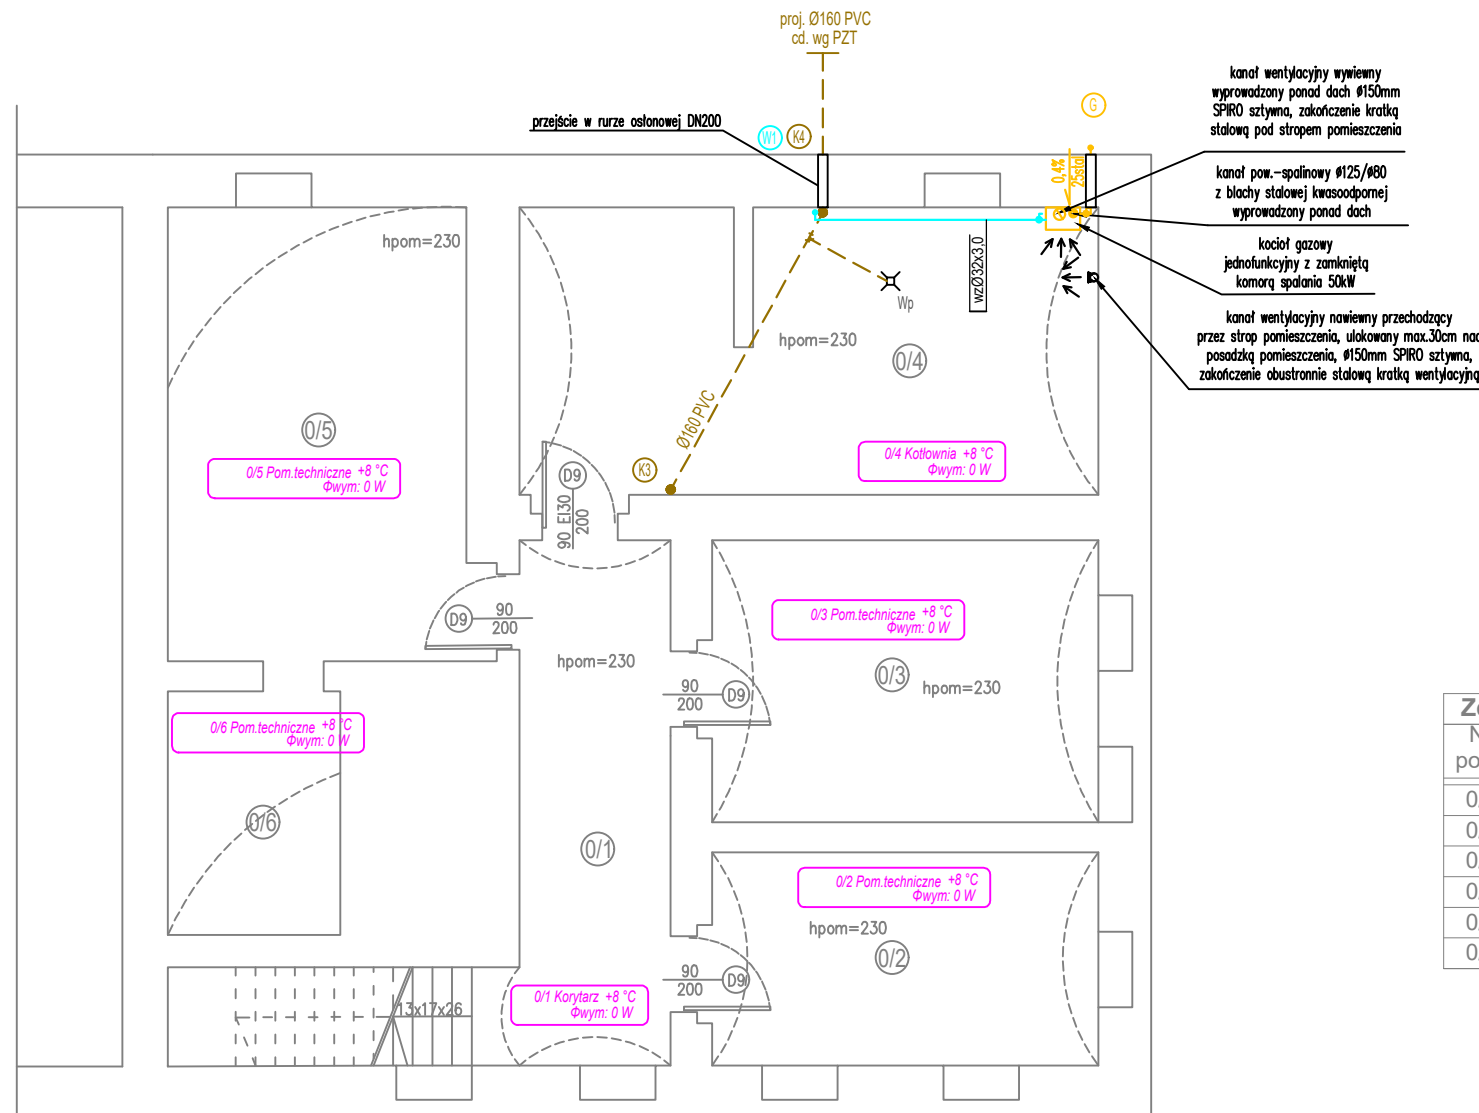 proj. Ø160 PVC
cd. wg PZT
kanał wentylacyjny wywiewny
wyprowadzony ponad dach Ø150mm
SPIRO sztywna, zakończenie kratką
stalową pod stropem pomieszczenia
G
przejście w rurze osłonowej DN200
W1
K4
0,4%
25stal
kanał pow.-spalinowy Ø125/Ø80
z blachy stalowej kwasoodpornej
wyprowadzony ponad dach
kocioł gazowy
jednofunkcyjny z zamkniętą
komorą spalania 50kW
kanał wentylacyjny nawiewny przechodzący
przez strop pomieszczenia, ulokowany max.30cm nad
posadzką pomieszczenia, Ø150mm SPIRO sztywna,
zakończenie obustronnie stalową kratką wentylacyjną
hpom=230
wzØ32x3,0
Wp
hpom=230
0/4
Ø160 PVC
0/5
0/5 Pom.techniczne +8 °C
Φwym: 0 W
K3
D9
90 EI30
200
0/4 Kotłownia +8 °C
Φwym: 0 W
D9
90
200
0/3 Pom.techniczne +8 °C
Φwym: 0 W
hpom=230
0/3
hpom=230
90
200
D9
0/6 Pom.techniczne +8 °C
Φwym: 0 W
0/6
0/1
0/2 Pom.techniczne +8 °C
Φwym: 0 W
hpom=230
0/2
90
200
D9
0/1 Korytarz +8 °C
Φwym: 0 W
13x17x26